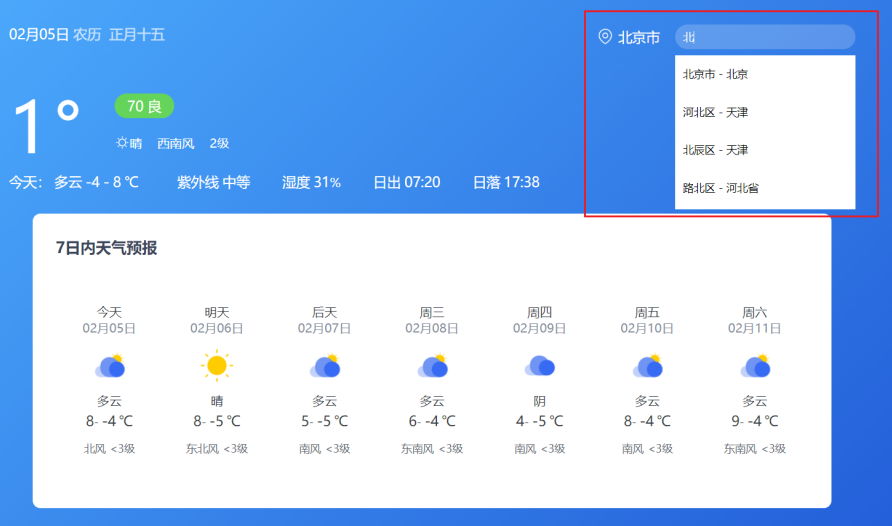 02月05日 农历 正月十五
北京市 北
北京市 - 北京
河北区 - 天津
北辰区 - 天津
路北区 - 河北省
1° 70 良
晴 西南风 2级
今天: 多云 -4 - 8 ℃ 紫外线 中等 湿度 31% 日出 07:20 日落 17:38
7日内天气预报
今天 明天 后天 周三 周四 周五 周六
02月05日 02月06日 02月07日 02月08日 02月09日 02月10日 02月11日
多云 晴 多云 多云 阴 多云 多云
8- -4 ℃ 8- -5 ℃ 5- -5 ℃ 6- -4 ℃ 4- -5 ℃ 8- -4 ℃ 9- -4 ℃
北风 <3级 东北风 <3级 南风 <3级 东南风 <3级 南风 <3级 南风 <3级 东南风 <3级